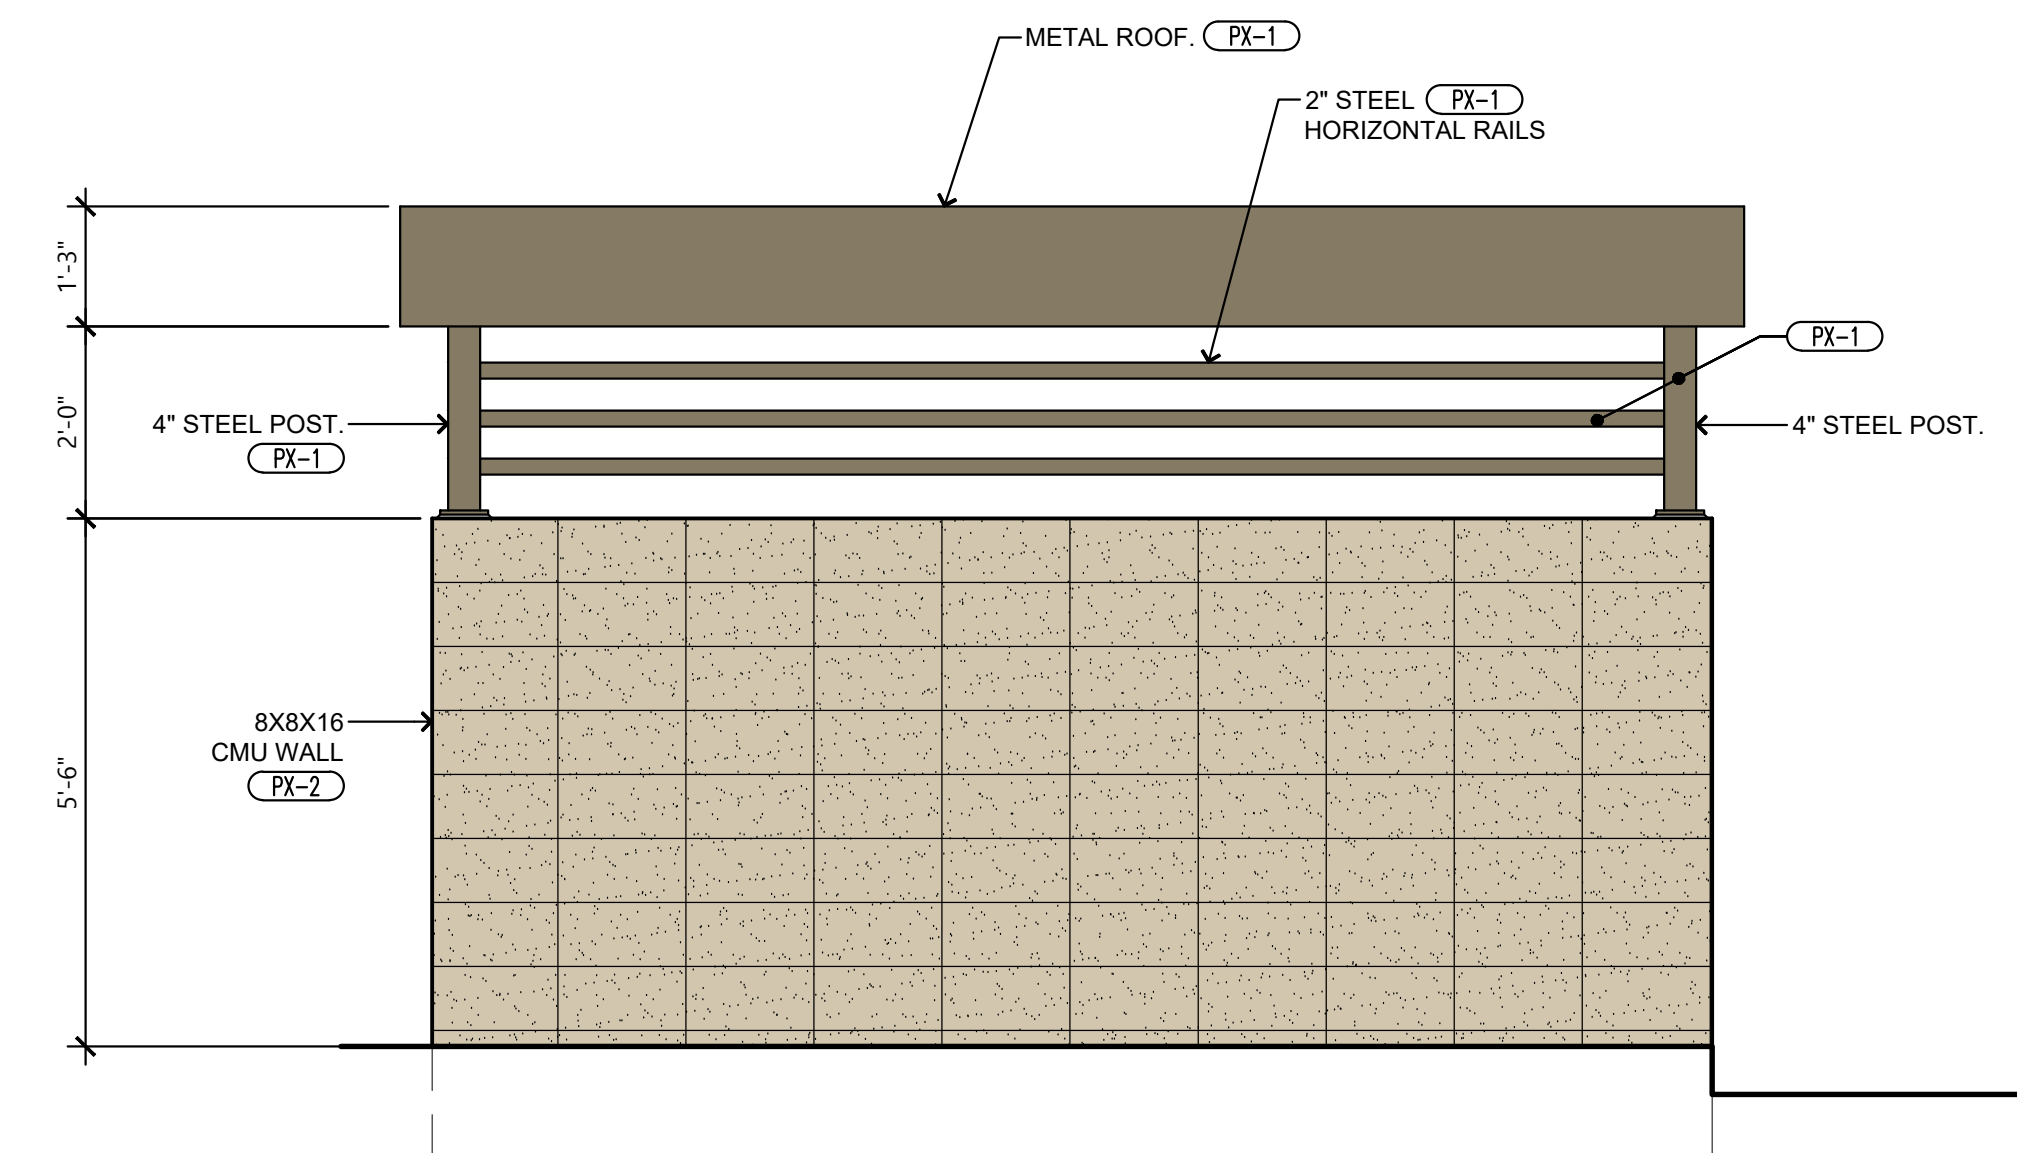 METAL ROOF. PX-1
2" STEEL PX-1
HORIZONTAL RAILS
1'-3"
PX-1
2'-0"
4" STEEL POST.
PX-1
4" STEEL POST.
8X8X16
CMU WALL
PX-2
5'-6"